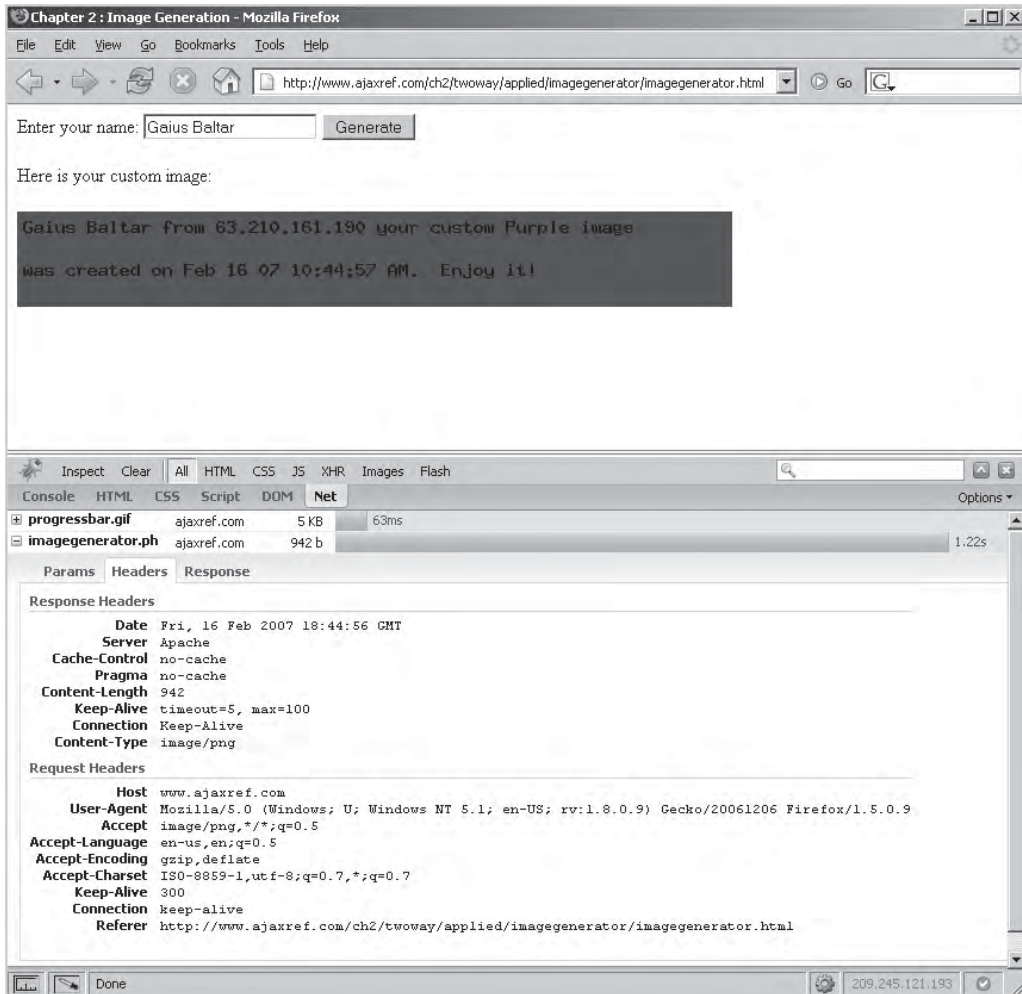 Chapter 2 : Image Generation - Mozilla Firefox
File Edit View Go Bookmarks Tools Help
http://www.ajaxref.com/ch2/twoway/applied/imagegenerator/imagegenerator.html Go G
Enter your name: Gaius Baltar Generate
Here is your custom image:
Gaius Baltar from 63.210.161.190 your custom Purple image
was created on Feb 16 07 10:44:57 AM. Enjoy it!
Inspect Clear All HTML CSS JS XHR Images Flash
Console HTML CSS Script DOM Net Options
progressbar.gif ajaxref.com 5 KB 63ms
imagegenerator.ph ajaxref.com 942 b 1.22s
Params Headers Response
Response Headers
Date Fri, 16 Feb 2007 18:44:56 GMT
Server Apache
Cache-Control no-cache
Pragma no-cache
Content-Length 942
Keep-Alive timeout=5, max=100
Connection Keep-Alive
Content-Type image/png
Request Headers
Host www.ajaxref.com
User-Agent Mozilla/5.0 (Windows; U; Windows NT 5.1; en-US; rv:1.8.0.9) Gecko/20061206 Firefox/1.5.0.9
Accept image/png,*/*;q=0.5
Accept-Language en-us,en;q=0.5
Accept-Encoding gzip,deflate
Accept-Charset ISO-8859-1,utf-8;q=0.7,*;q=0.7
Keep-Alive 300
Connection keep-alive
Referer http://www.ajaxref.com/ch2/twoway/applied/imagegenerator/imagegenerator.html
Done 209.245.121.193